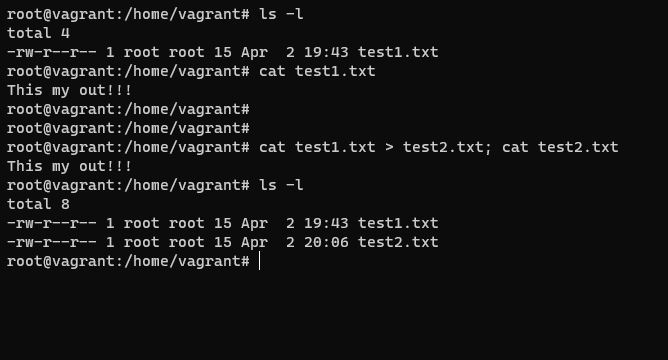 root@vagrant:/home/vagrant# ls -l
total 4
-rw-r--r-- 1 root root 15 Apr  2 19:43 test1.txt
root@vagrant:/home/vagrant# cat test1.txt
This my out!!!
root@vagrant:/home/vagrant#
root@vagrant:/home/vagrant#
root@vagrant:/home/vagrant# cat test1.txt > test2.txt; cat test2.txt
This my out!!!
root@vagrant:/home/vagrant# ls -l
total 8
-rw-r--r-- 1 root root 15 Apr  2 19:43 test1.txt
-rw-r--r-- 1 root root 15 Apr  2 20:06 test2.txt
root@vagrant:/home/vagrant#